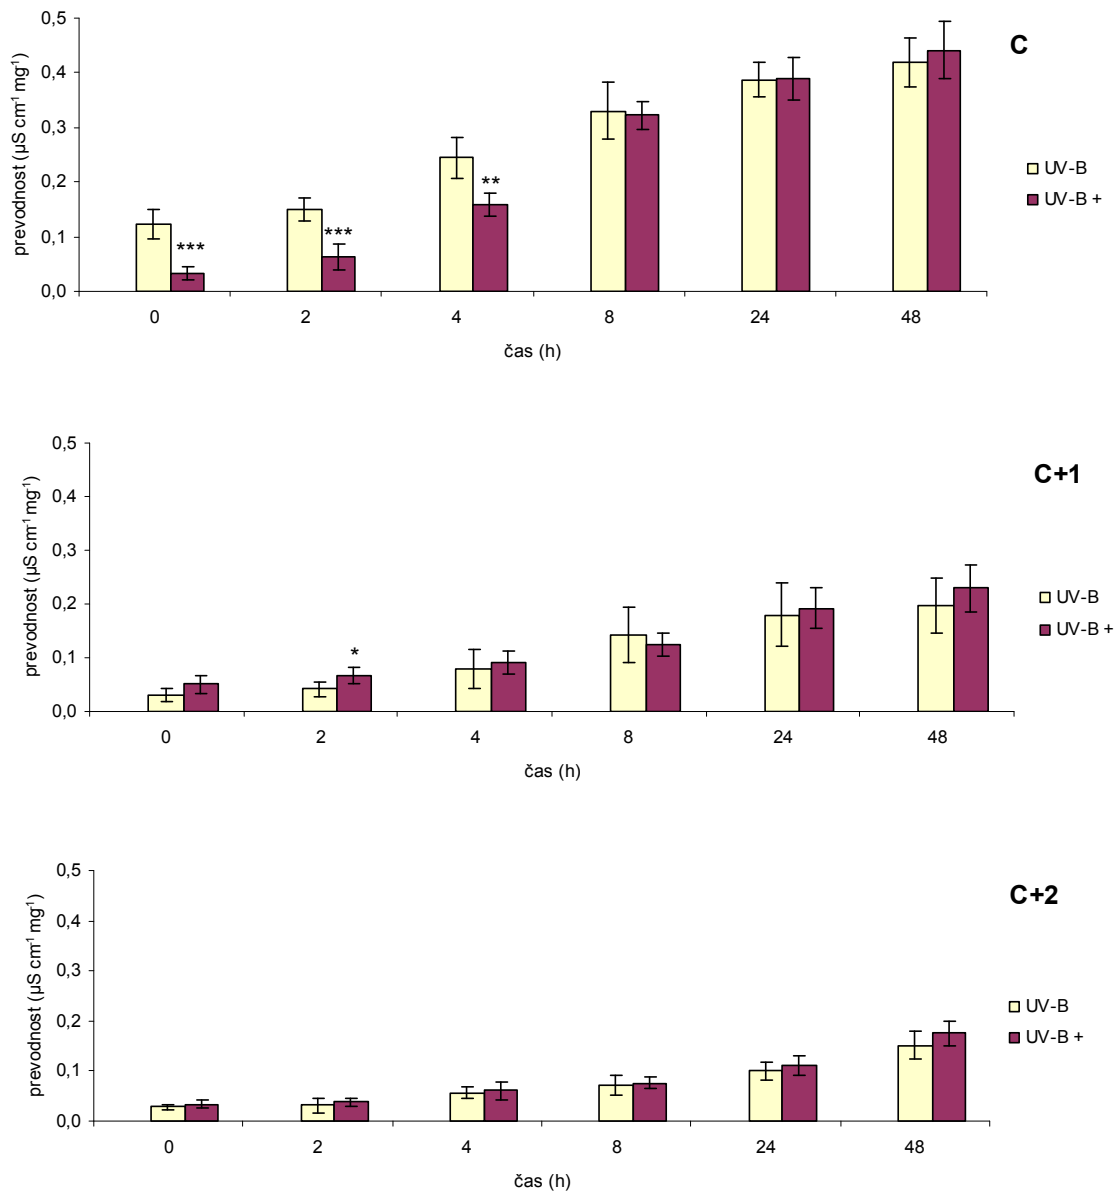 C
prevodnost (µS cm⁻¹ mg⁻¹)
0,5
0,4
0,3
0,2
0,1
0,0
***
***
**
0 2 4 8 24 48
čas (h)
UV-B
UV-B +
C+1
prevodnost (µS cm⁻¹ mg⁻¹)
0,5
0,4
0,3
0,2
0,1
0,0
*
0 2 4 8 24 48
čas (h)
UV-B
UV-B +
C+2
prevodnost (µS cm⁻¹ mg⁻¹)
0,5
0,4
0,3
0,2
0,1
0,0
0 2 4 8 24 48
čas (h)
UV-B
UV-B +